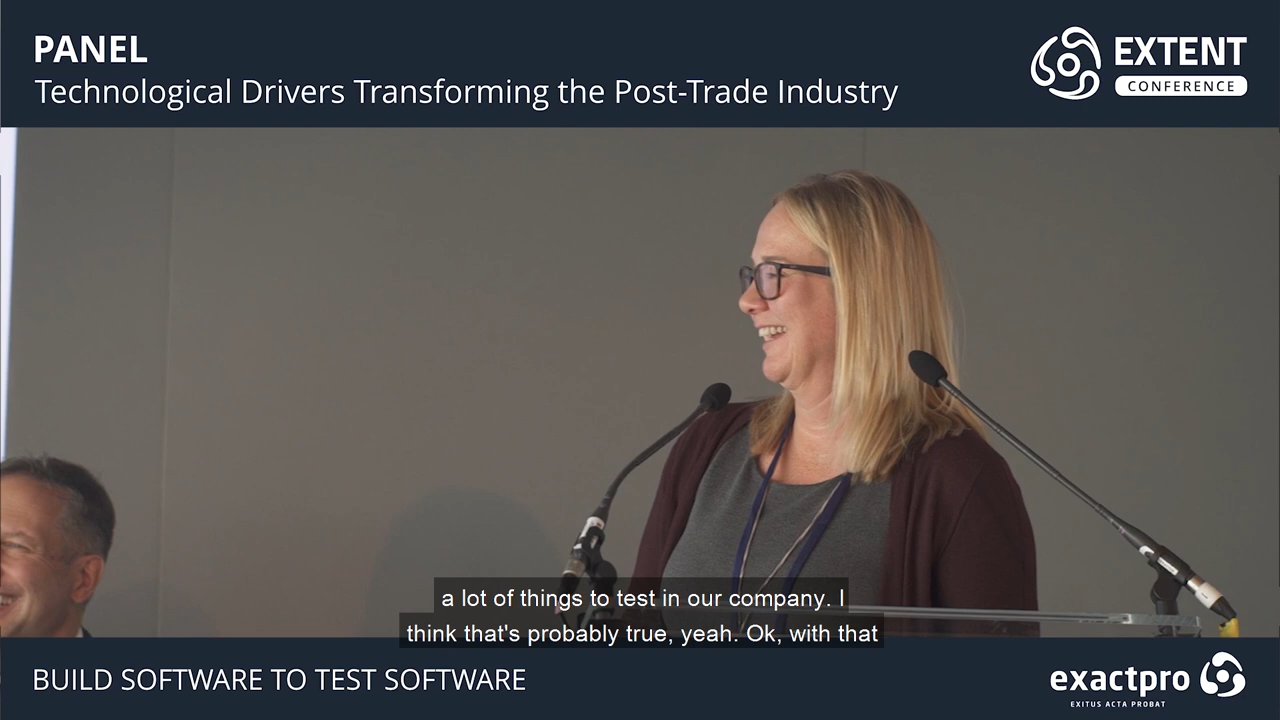 PANEL
Technological Drivers Transforming the Post-Trade Industry
EXTENT
CONFERENCE
a lot of things to test in our company. I
think that's probably true, yeah. Ok, with that
BUILD SOFTWARE TO TEST SOFTWARE
exactpro
EXITUS ACTA PROBAT